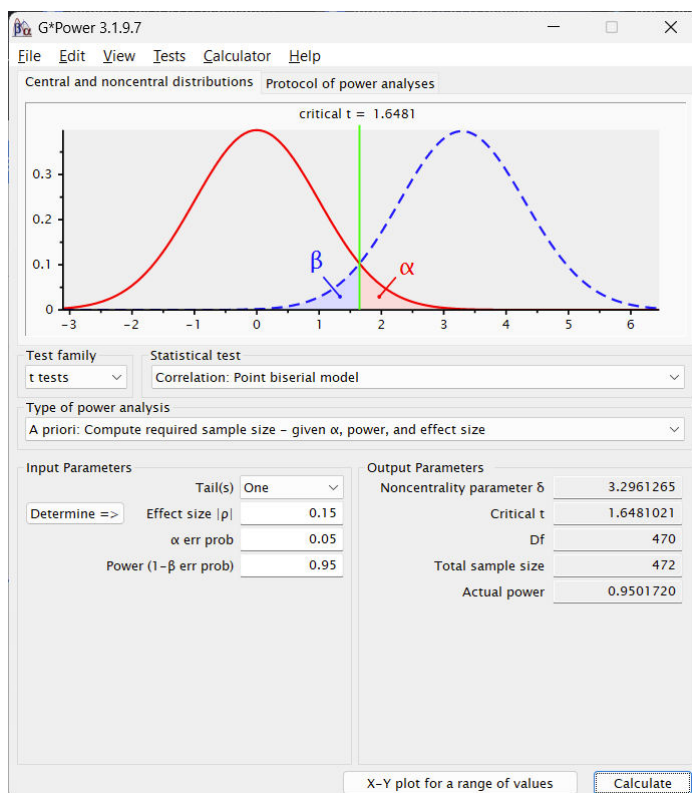 βα G*Power 3.1.9.7
File Edit View Tests Calculator Help
Central and noncentral distributions Protocol of power analyses
critical t = 1.6481
0.3
0.2
0.1
0
β α
-3 -2 -1 0 1 2 3 4 5 6
Test family Statistical test
t tests Correlation: Point biserial model
Type of power analysis
A priori: Compute required sample size - given α, power, and effect size
Input Parameters Output Parameters
Tail(s) One Noncentrality parameter δ 3.2961265
Determine => Effect size |ρ| 0.15 Critical t 1.6481021
α err prob 0.05 Df 470
Power (1-β err prob) 0.95 Total sample size 472
Actual power 0.9501720
X-Y plot for a range of values Calculate